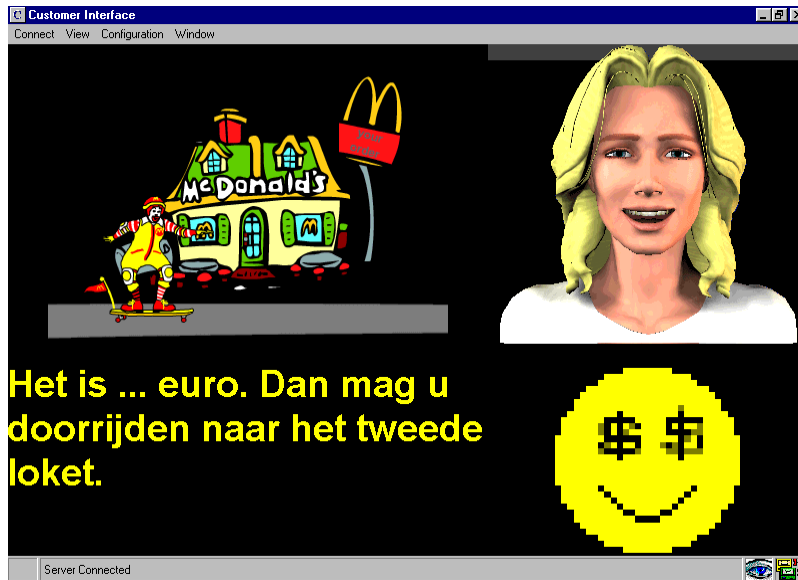 Customer Interface
Connect View Configuration Window
McDonald's
Het is ... euro. Dan mag u
doorrijden naar het tweede
loket.
Server Connected